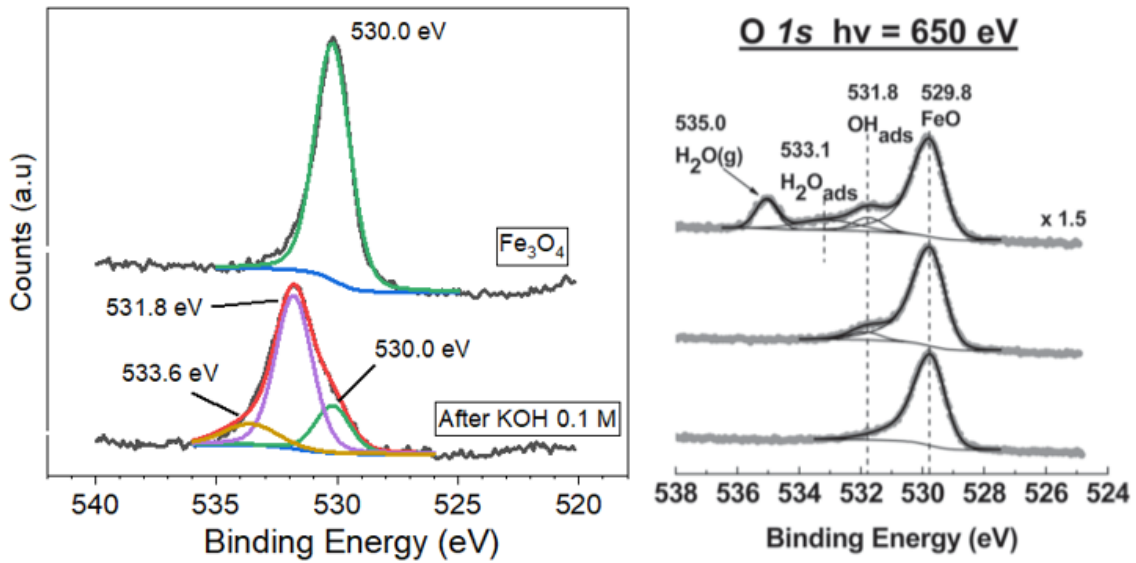 530.0 eV
Fe3O4
531.8 eV
530.0 eV
533.6 eV
After KOH 0.1 M
Counts (a.u)
540 535 530 525 520
Binding Energy (eV)
O 1s hν = 650 eV
531.8 529.8
OHads FeO
535.0
H2O(g)
533.1
H2Oads
x 1.5
538 536 534 532 530 528 526 524
Binding Energy (eV)